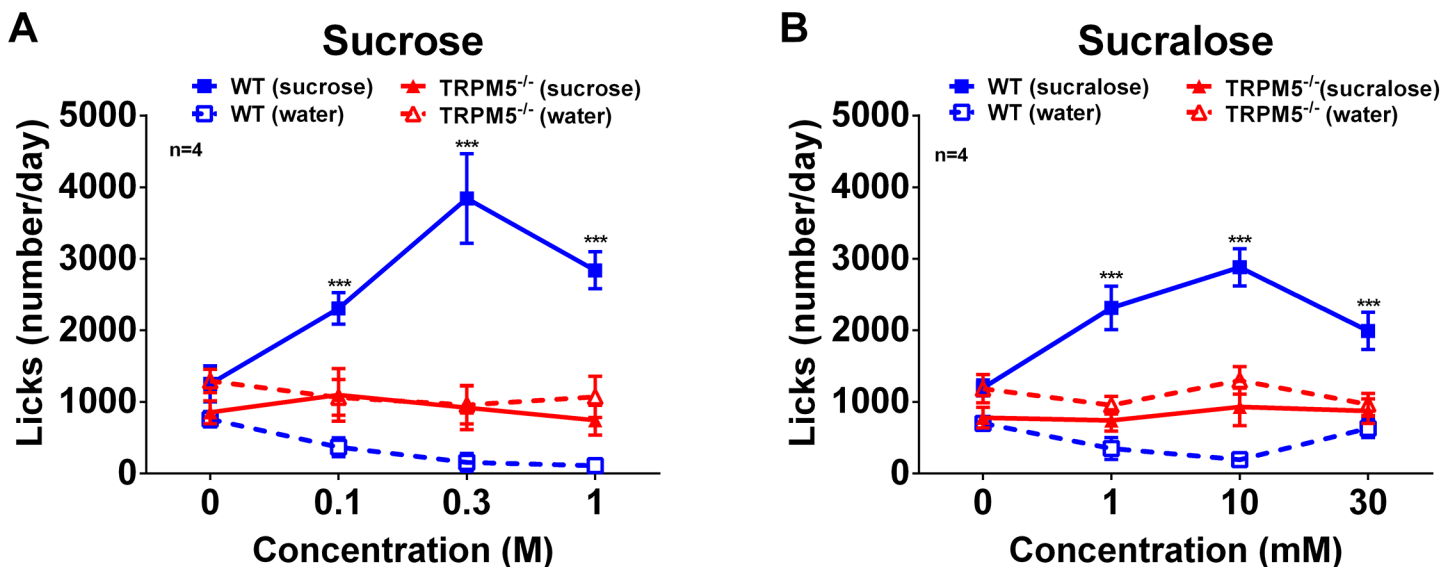 A
Sucrose
WT (sucrose)
TRPM5-/- (sucrose)
WT (water)
TRPM5-/- (water)
n=4
***
***
***
5000
4000
3000
2000
1000
0
Licks (number/day)
0 0.1 0.3 1
Concentration (M)
B
Sucralose
WT (sucralose)
TRPM5-/-(sucralose)
WT (water)
TRPM5-/- (water)
n=4
***
***
***
5000
4000
3000
2000
1000
0
Licks (number/day)
0 1 10 30
Concentration (mM)